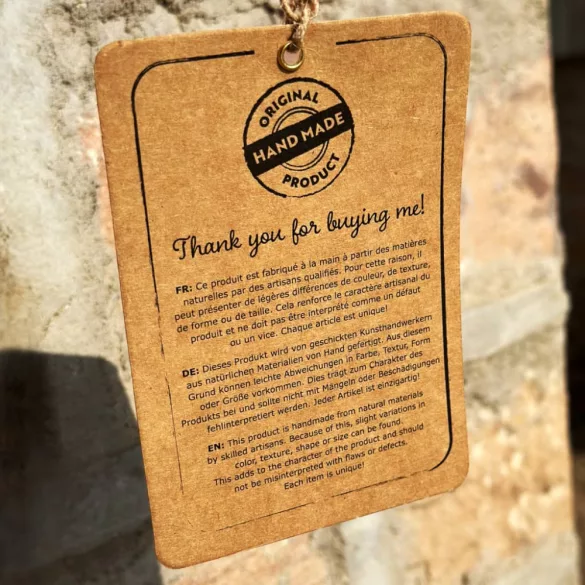 ORIGINAL
HAND MADE
PRODUCT
Thank you for buying me!
FR: Ce produit est fabriqué à la main à partir des matières
naturelles par des artisans qualifiés. Pour cette raison, il
peut présenter de légères différences de couleur, de texture,
de forme ou de taille. Cela renforce le caractère artisanal du
produit et ne doit pas être interprété comme un défaut
ou un vice. Chaque article est unique!
DE: Dieses Produkt wird von geschickten Kunsthandwerkern
aus natürlichen Materialien von Hand gefertigt. Aus diesem
Grund können leichte Abweichungen in Farbe, Textur, Form
oder Größe vorkommen. Dies trägt zum Charakter des
Produkts bei und sollte nicht mit Mängeln oder Beschädigungen
fehlinterpretiert werden. Jeder Artikel ist einzigartig!
EN: This product is handmade from natural materials
by skilled artisans. Because of this, slight variations in
color, texture, shape or size can be found.
This adds to the character of the product and should
not be misinterpreted with flaws or defects.
Each item is unique!